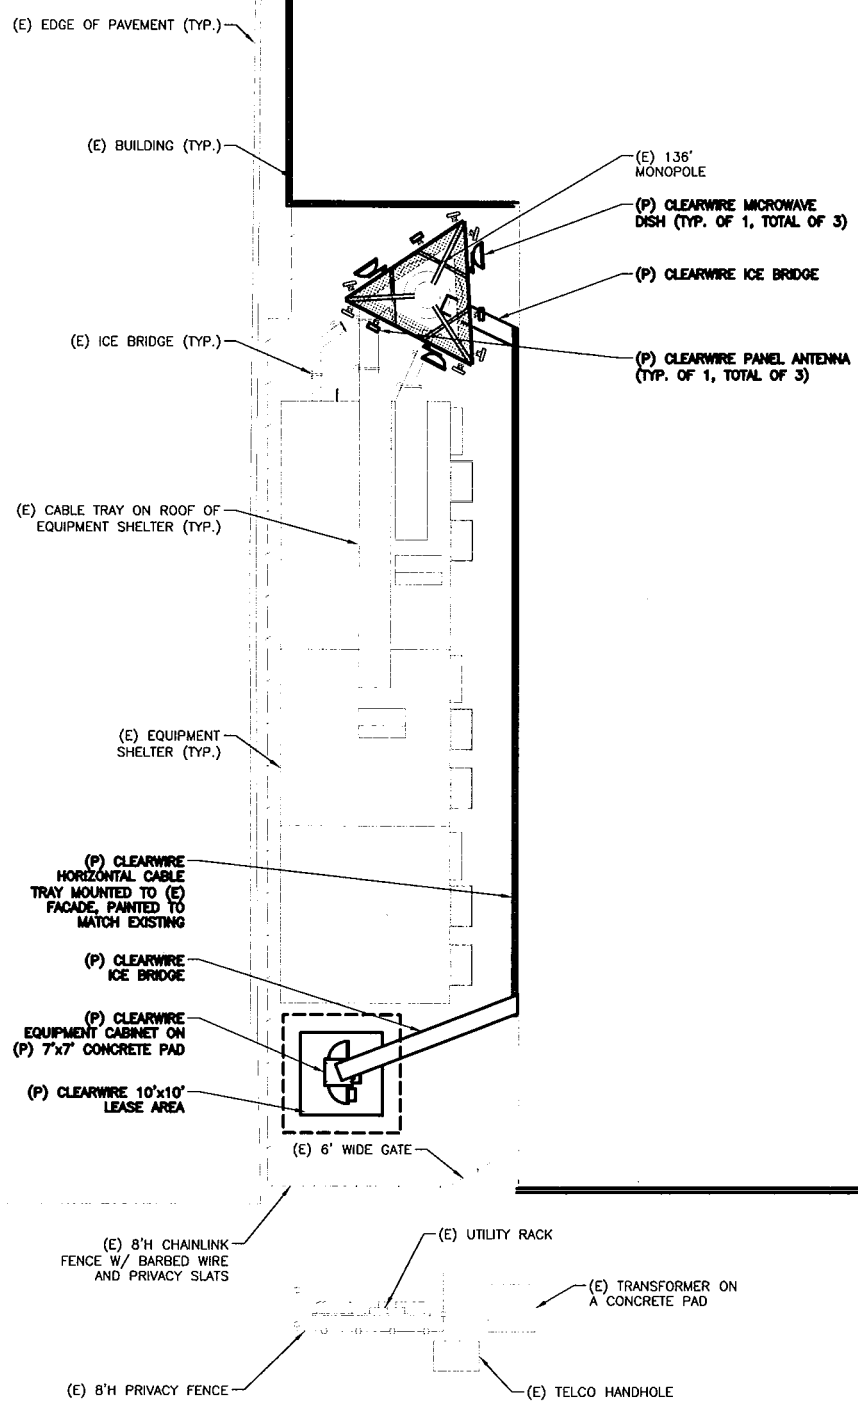 (E) EDGE OF PAVEMENT (TYP.)
(E) BUILDING (TYP.)
(E) 136'
MONOPOLE
(P) CLEARWIRE MICROWAVE
DISH (TYP. OF 1, TOTAL OF 3)
(P) CLEARWIRE ICE BRIDGE
(E) ICE BRIDGE (TYP.)
(P) CLEARWIRE PANEL ANTENNA
(TYP. OF 1, TOTAL OF 3)
(E) CABLE TRAY ON ROOF OF
EQUIPMENT SHELTER (TYP.)
(E) EQUIPMENT
SHELTER (TYP.)
(P) CLEARWIRE
HORIZONTAL CABLE
TRAY MOUNTED TO (E)
FACADE, PAINTED TO
MATCH EXISTING
(P) CLEARWIRE
ICE BRIDGE
(P) CLEARWIRE
EQUIPMENT CABINET ON
(P) 7'x7' CONCRETE PAD
(P) CLEARWIRE 10'x10'
LEASE AREA
(E) 6' WIDE GATE
(E) 8'H CHAINLINK
FENCE W/ BARBED WIRE
AND PRIVACY SLATS
(E) UTILITY RACK
(E) TRANSFORMER ON
A CONCRETE PAD
(E) 8'H PRIVACY FENCE
(E) TELCO HANDHOLE